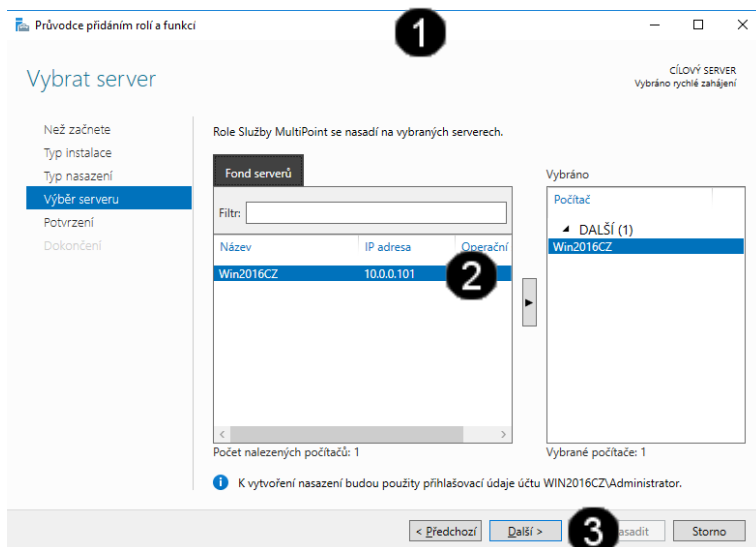 Průvodce přidáním rolí a funkcí
1
Vybrat server
CÍLOVÝ SERVER
Vybráno rychlé zahájení
Než začnete
Typ instalace
Typ nasazení
Výběr serveru
Potvrzení
Dokončení
Role Služby MultiPoint se nasadí na vybraných serverech.
Fond serverů
Filtr:
Název IP adresa Operační
Win2016CZ 10.0.0.101
2
Počet nalezených počítačů: 1
Vybráno
Počítač
DALŠÍ (1)
Win2016CZ
Vybrané počítače: 1
K vytvoření nasazení budou použity přihlašovací údaje účtu WIN2016CZ\Administrator.
< Předchozí Další > 3 Storno